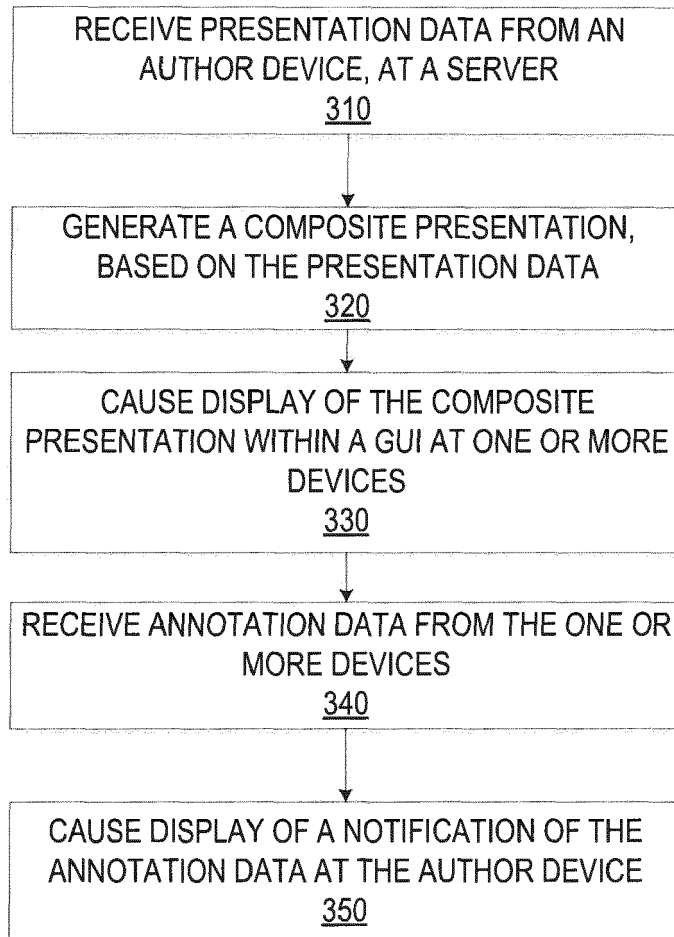 RECEIVE PRESENTATION DATA FROM AN
AUTHOR DEVICE, AT A SERVER
310
GENERATE A COMPOSITE PRESENTATION,
BASED ON THE PRESENTATION DATA
320
CAUSE DISPLAY OF THE COMPOSITE
PRESENTATION WITHIN A GUI AT ONE OR MORE
DEVICES
330
RECEIVE ANNOTATION DATA FROM THE ONE OR
MORE DEVICES
340
CAUSE DISPLAY OF A NOTIFICATION OF THE
ANNOTATION DATA AT THE AUTHOR DEVICE
350